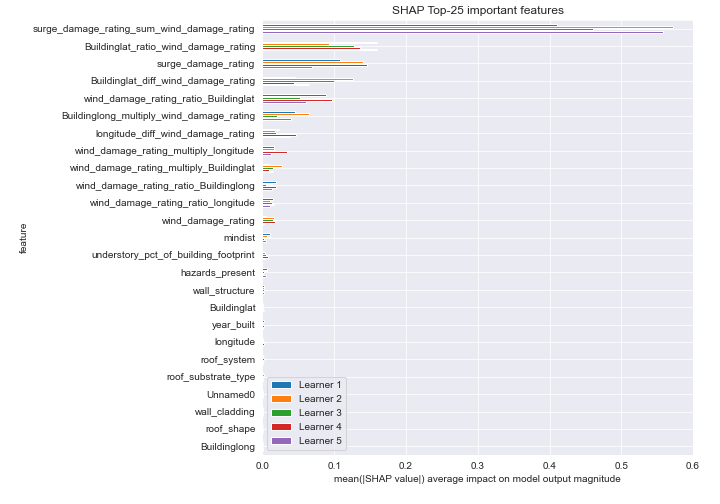 SHAP Top-25 important features
surge_damage_rating_sum_wind_damage_rating
Buildinglat_ratio_wind_damage_rating
surge_damage_rating
Buildinglat_diff_wind_damage_rating
wind_damage_rating_ratio_Buildinglat
Buildinglong_multiply_wind_damage_rating
longitude_diff_wind_damage_rating
wind_damage_rating_multiply_longitude
wind_damage_rating_multiply_Buildinglat
wind_damage_rating_ratio_Buildinglong
wind_damage_rating_ratio_longitude
wind_damage_rating
mindist
understory_pct_of_building_footprint
hazards_present
wall_structure
Buildinglat
year_built
longitude
roof_system
roof_substrate_type
Unnamed0
wall_cladding
roof_shape
Buildinglong
feature
Learner 1
Learner 2
Learner 3
Learner 4
Learner 5
0.0 0.1 0.2 0.3 0.4 0.5 0.6
mean(|SHAP value|) average impact on model output magnitude